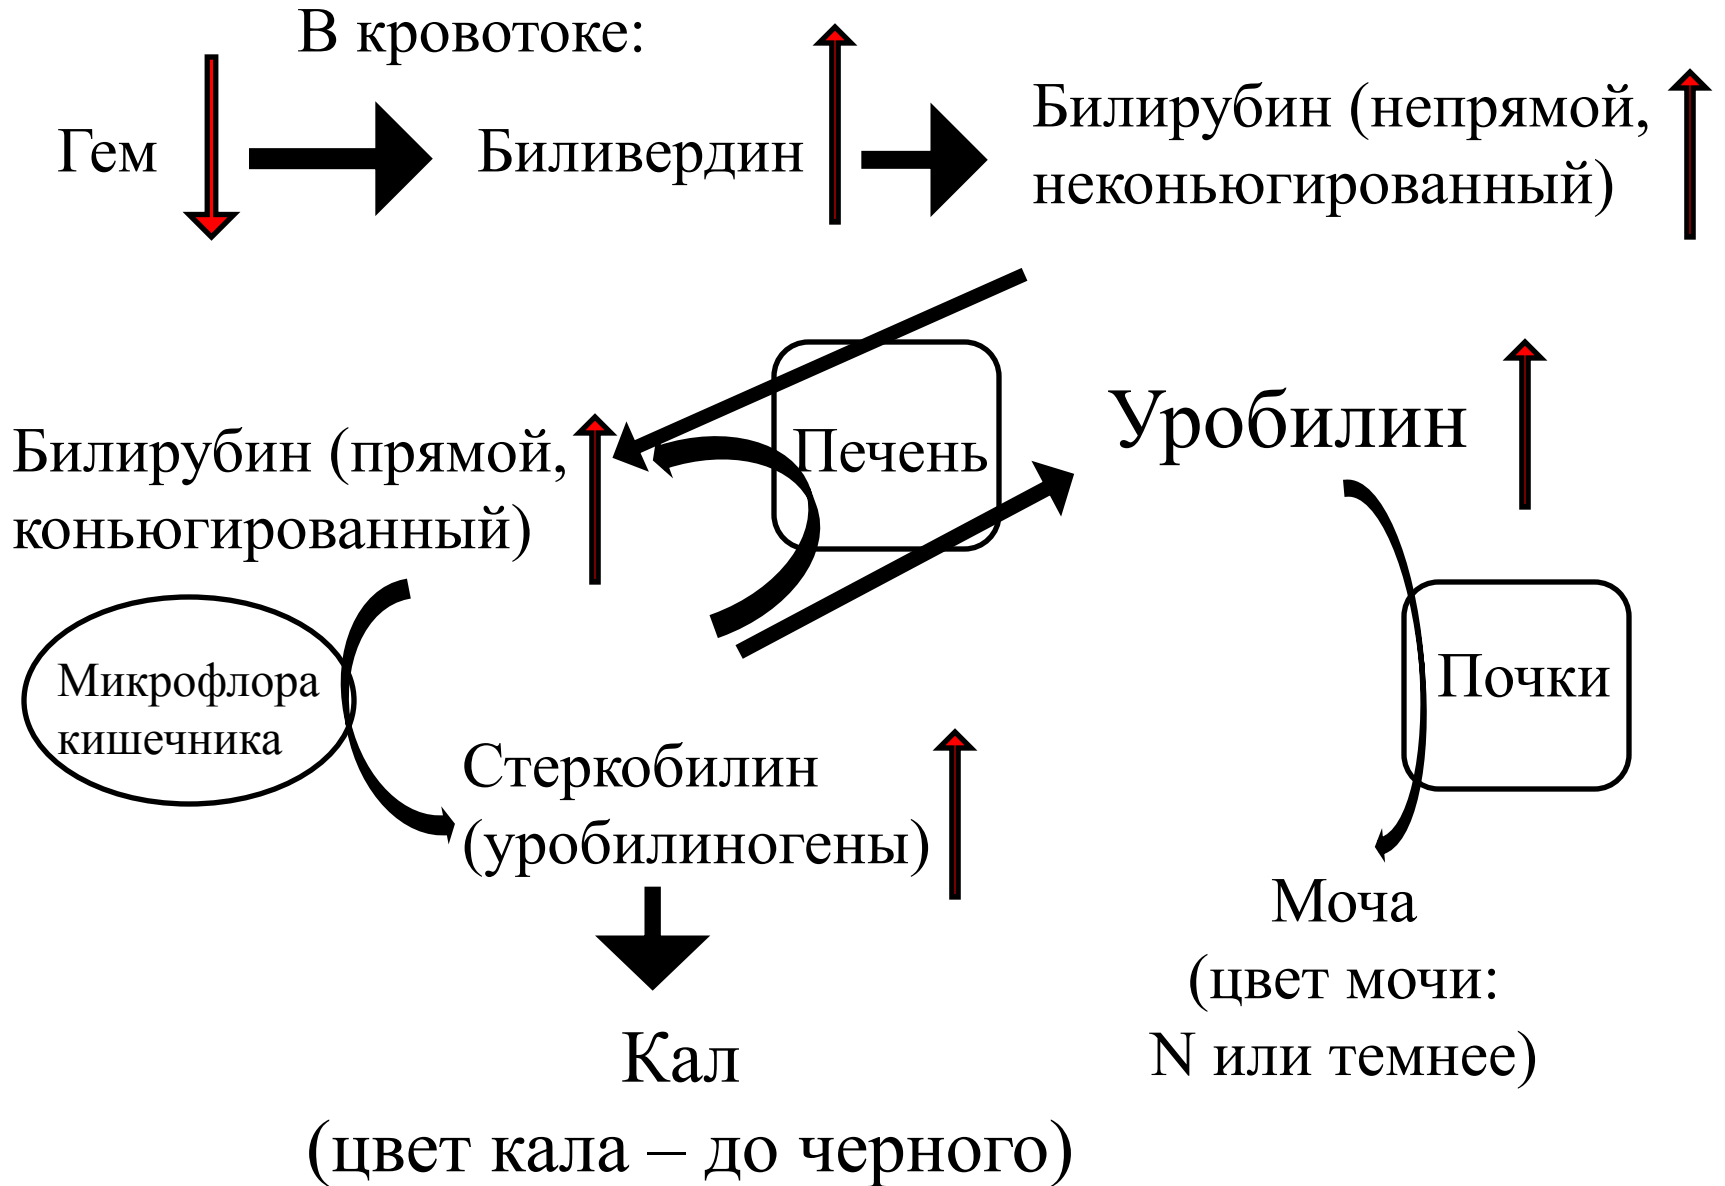 В кровотоке:
Гем
Биливердин
Билирубин (непрямой,
неконьюгированный)
Печень
Уробилин
Билирубин (прямой,
коньюгированный)
Микрофлора
кишечника
Почки
Стеркобилин
(уробилиногены)
Моча
(цвет мочи:
N или темнее)
Кал
(цвет кала – до черного)